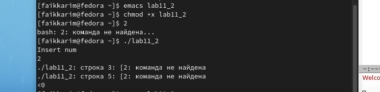 [faikkarim@fedora ~]$ emacs lab11_2
[faikkarim@fedora ~]$ chmod +x lab11_2
[faikkarim@fedora ~]$ 2
bash: 2: команда не найдена...
[faikkarim@fedora ~]$ ./lab11_2
Insert num
2
./lab11_2: строка 3: [2: команда не найдена
./lab11_2: строка 5: [2: команда не найдена
<0
Welco